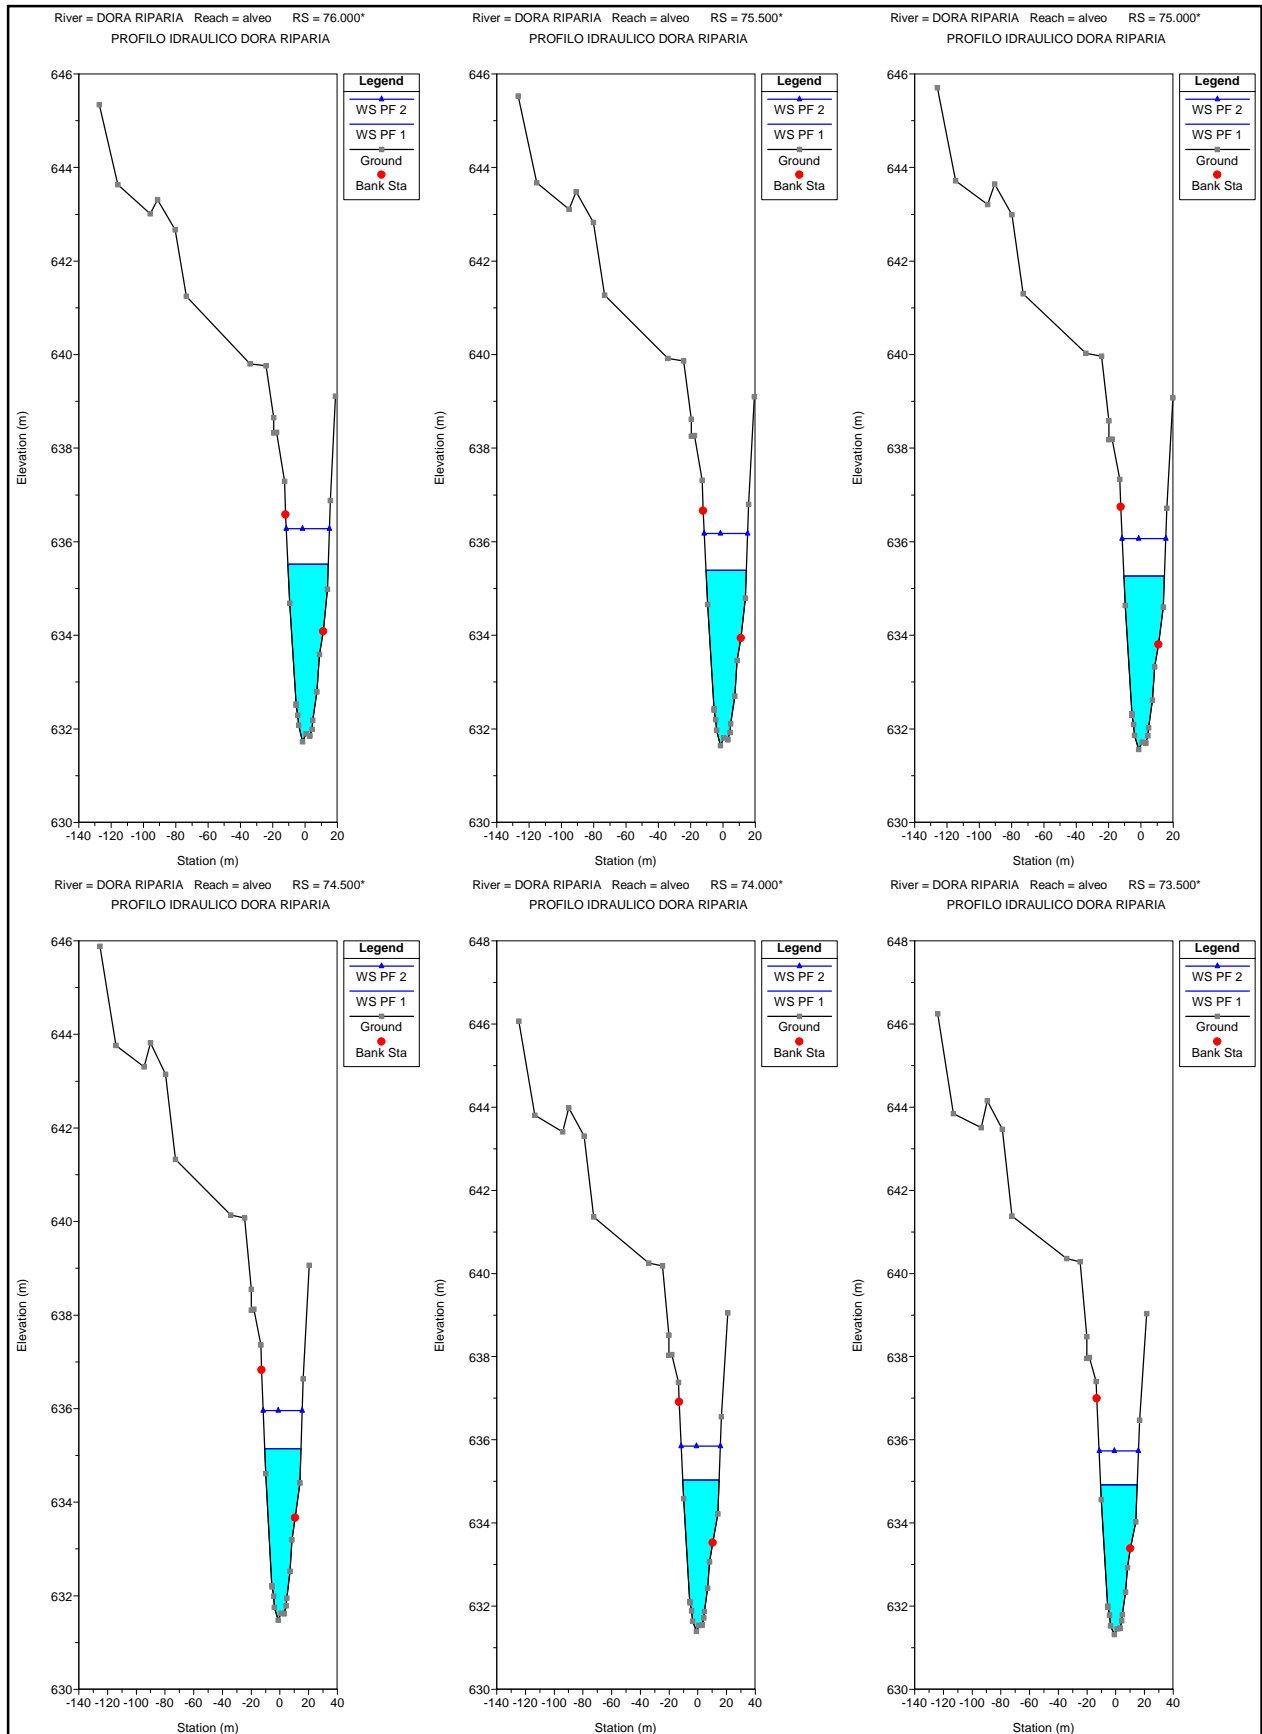 River = DORA RIPARIA Reach = alveo RS = 76.000*
PROFILO IDRAULICO DORA RIPARIA
646
644
642
640
638
636
634
632
630
Elevation (m)
-140 -120 -100 -80 -60 -40 -20 0 20
Station (m)
Legend
WS PF 2
WS PF 1
Ground
Bank Sta
River = DORA RIPARIA Reach = alveo RS = 75.500*
PROFILO IDRAULICO DORA RIPARIA
646
644
642
640
638
636
634
632
630
Elevation (m)
-140 -120 -100 -80 -60 -40 -20 0 20
Station (m)
Legend
WS PF 2
WS PF 1
Ground
Bank Sta
River = DORA RIPARIA Reach = alveo RS = 75.000*
PROFILO IDRAULICO DORA RIPARIA
646
644
642
640
638
636
634
632
630
Elevation (m)
-140 -120 -100 -80 -60 -40 -20 0 20
Station (m)
Legend
WS PF 2
WS PF 1
Ground
Bank Sta
River = DORA RIPARIA Reach = alveo RS = 74.500*
PROFILO IDRAULICO DORA RIPARIA
646
644
642
640
638
636
634
632
630
Elevation (m)
-140 -120 -100 -80 -60 -40 -20 0 20 40
Station (m)
Legend
WS PF 2
WS PF 1
Ground
Bank Sta
River = DORA RIPARIA Reach = alveo RS = 74.000*
PROFILO IDRAULICO DORA RIPARIA
648
646
644
642
640
638
636
634
632
630
Elevation (m)
-140 -120 -100 -80 -60 -40 -20 0 20 40
Station (m)
Legend
WS PF 2
WS PF 1
Ground
Bank Sta
River = DORA RIPARIA Reach = alveo RS = 73.500*
PROFILO IDRAULICO DORA RIPARIA
648
646
644
642
640
638
636
634
632
630
Elevation (m)
-140 -120 -100 -80 -60 -40 -20 0 20 40
Station (m)
Legend
WS PF 2
WS PF 1
Ground
Bank Sta